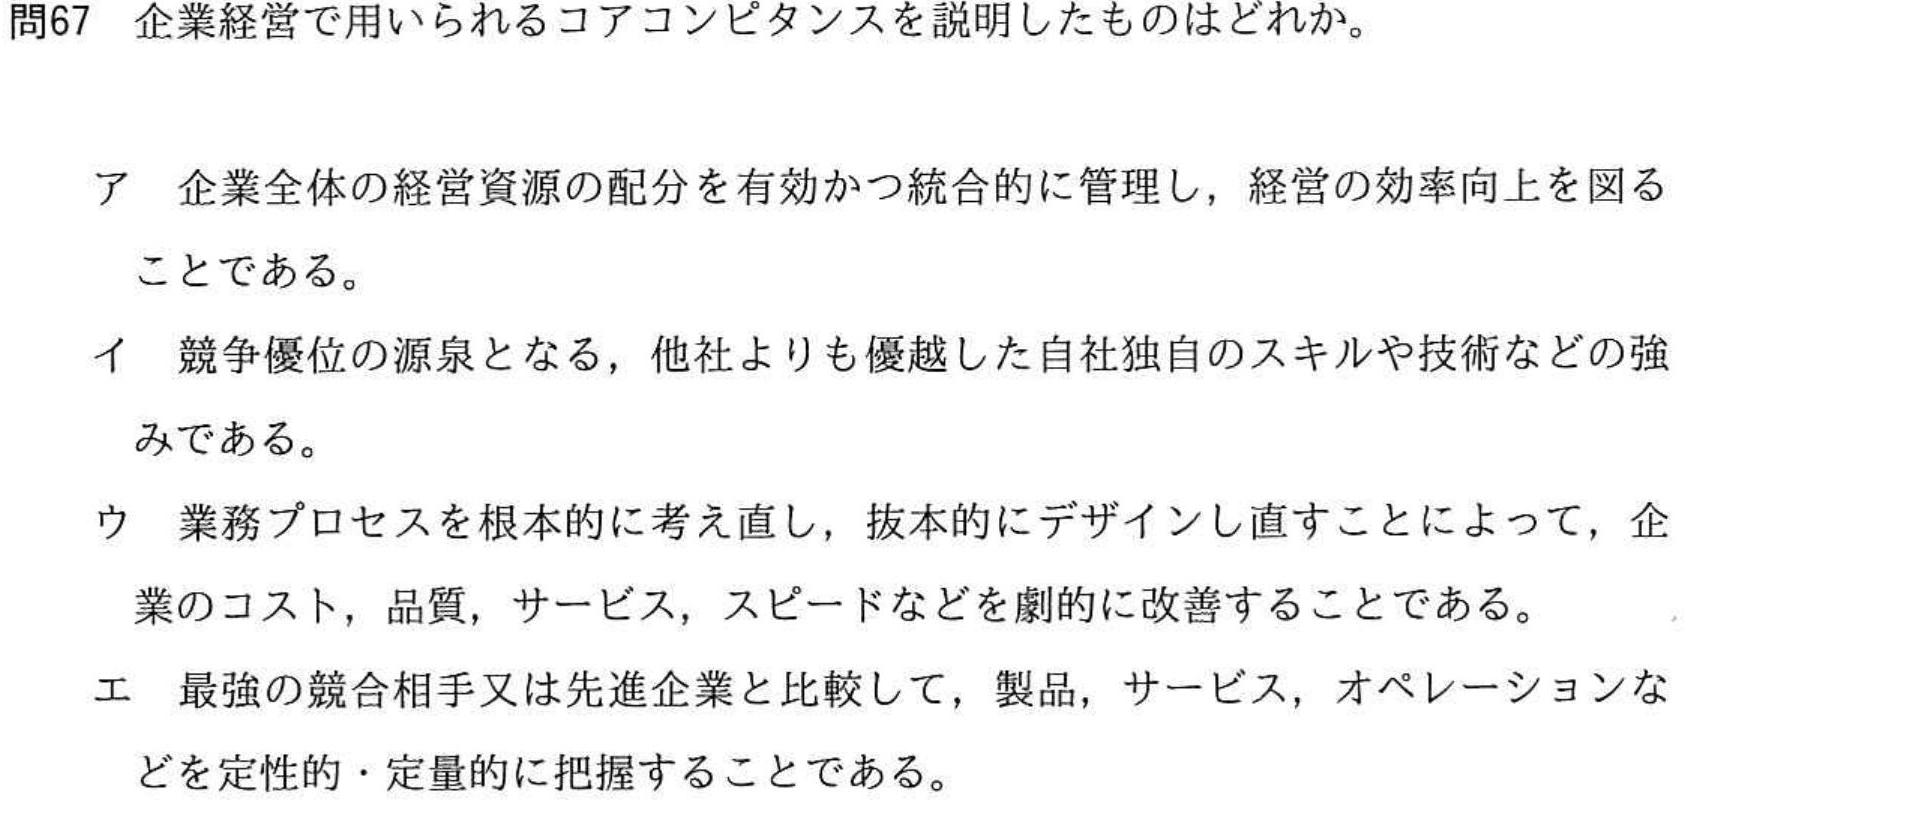 問67 企業経営で用いられるコアコンピタンスを説明したものはどれか。
ア 企業全体の経営資源の配分を有効かつ統合的に管理し，経営の効率向上を図る
ことである。
イ 競争優位の源泉となる，他社よりも優越した自社独自のスキルや技術などの強
みである。
ウ 業務プロセスを根本的に考え直し，抜本的にデザインし直すことによって，企
業のコスト，品質，サービス，スピードなどを劇的に改善することである。
エ 最強の競合相手又は先進企業と比較して，製品，サービス，オペレーションな
どを定性的・定量的に把握することである。